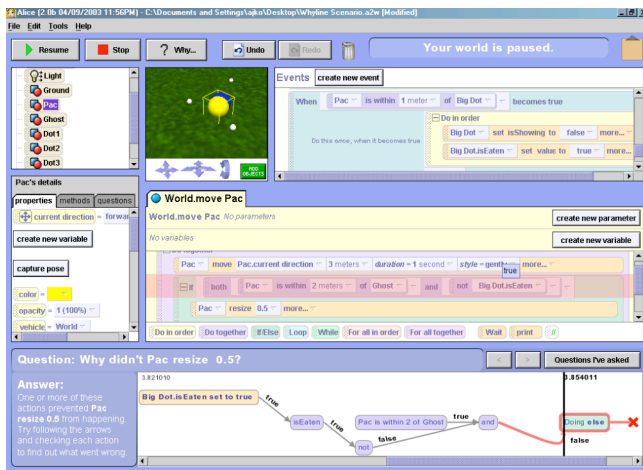 Alice [2.0b 04/09/2003 11:56PM] - C:\Documents and Settings\ajko\Desktop\Whyline Scenario.a2w [Modified]
File Edit Tools Help
Resume Stop ? Why... Undo Redo Your world is paused.
Light
Ground
Pac
Ghost
Dot1
Dot2
Dot3
ADD OBJECTS
Events create new event
When Pac is within 1 meter of Big Dot becomes true
Do this once, when it becomes true
Do in order
Big Dot set isShowing to false more...
Big Dot.isEaten set value to true more...
Pac's details
properties methods questions
current direction = forwar
create new variable
capture pose
color =
opacity = 1 (100%)
vehicle = World
World.move Pac
World.move Pac No parameters create new parameter
No variables create new variable
Do together
Pac move Pac.current direction 3 meters duration = 1 second style = gentl more...
true
If both Pac is within 2 meters of Ghost and not Big Dot.isEaten
Pac resize 0.5 more...
Do in order Do together If/Else Loop While For all in order For all together Wait print //
Question: Why didn't Pac resize 0.5? < > Questions I've asked
Answer:
One or more of these
actions prevented Pac
resize 0.5 from happening.
Try following the arrows
and checking each action
to find out what went wrong.
3.821010 3.854011
Big Dot.isEaten set to true true isEaten true not false Pac is within 2 of Ghost true and Doing else
false